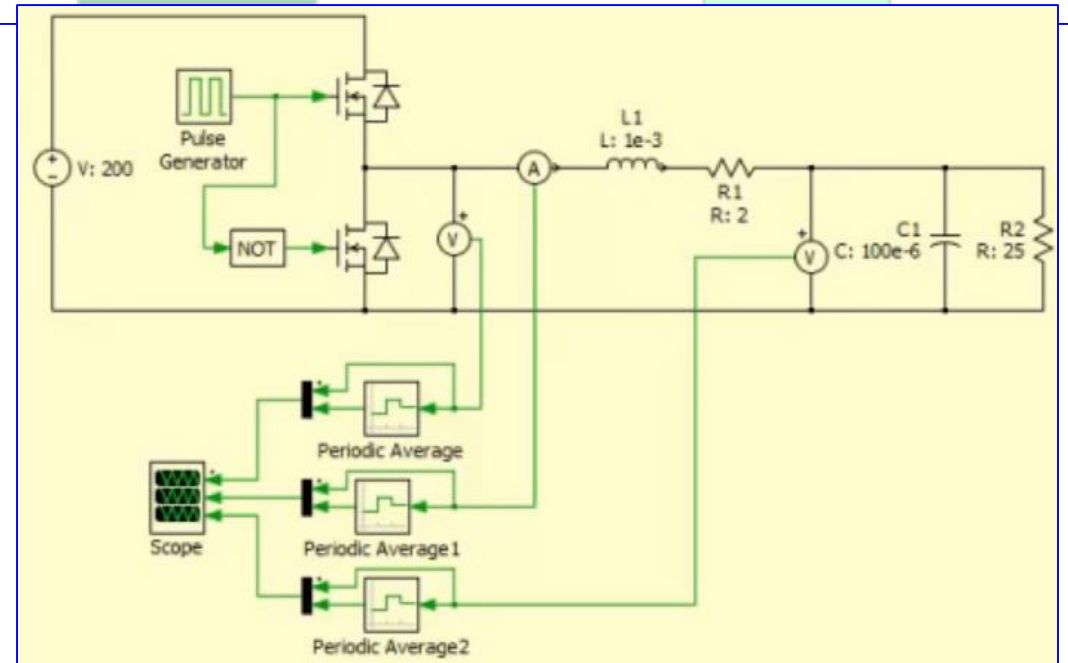 Pulse
Generator
V: 200
NOT
V
A
L1
L: 1e-3
R1
R: 2
V
C1
C: 100e-6
R2
R: 25
Periodic Average
Periodic Average1
Periodic Average2
Scope